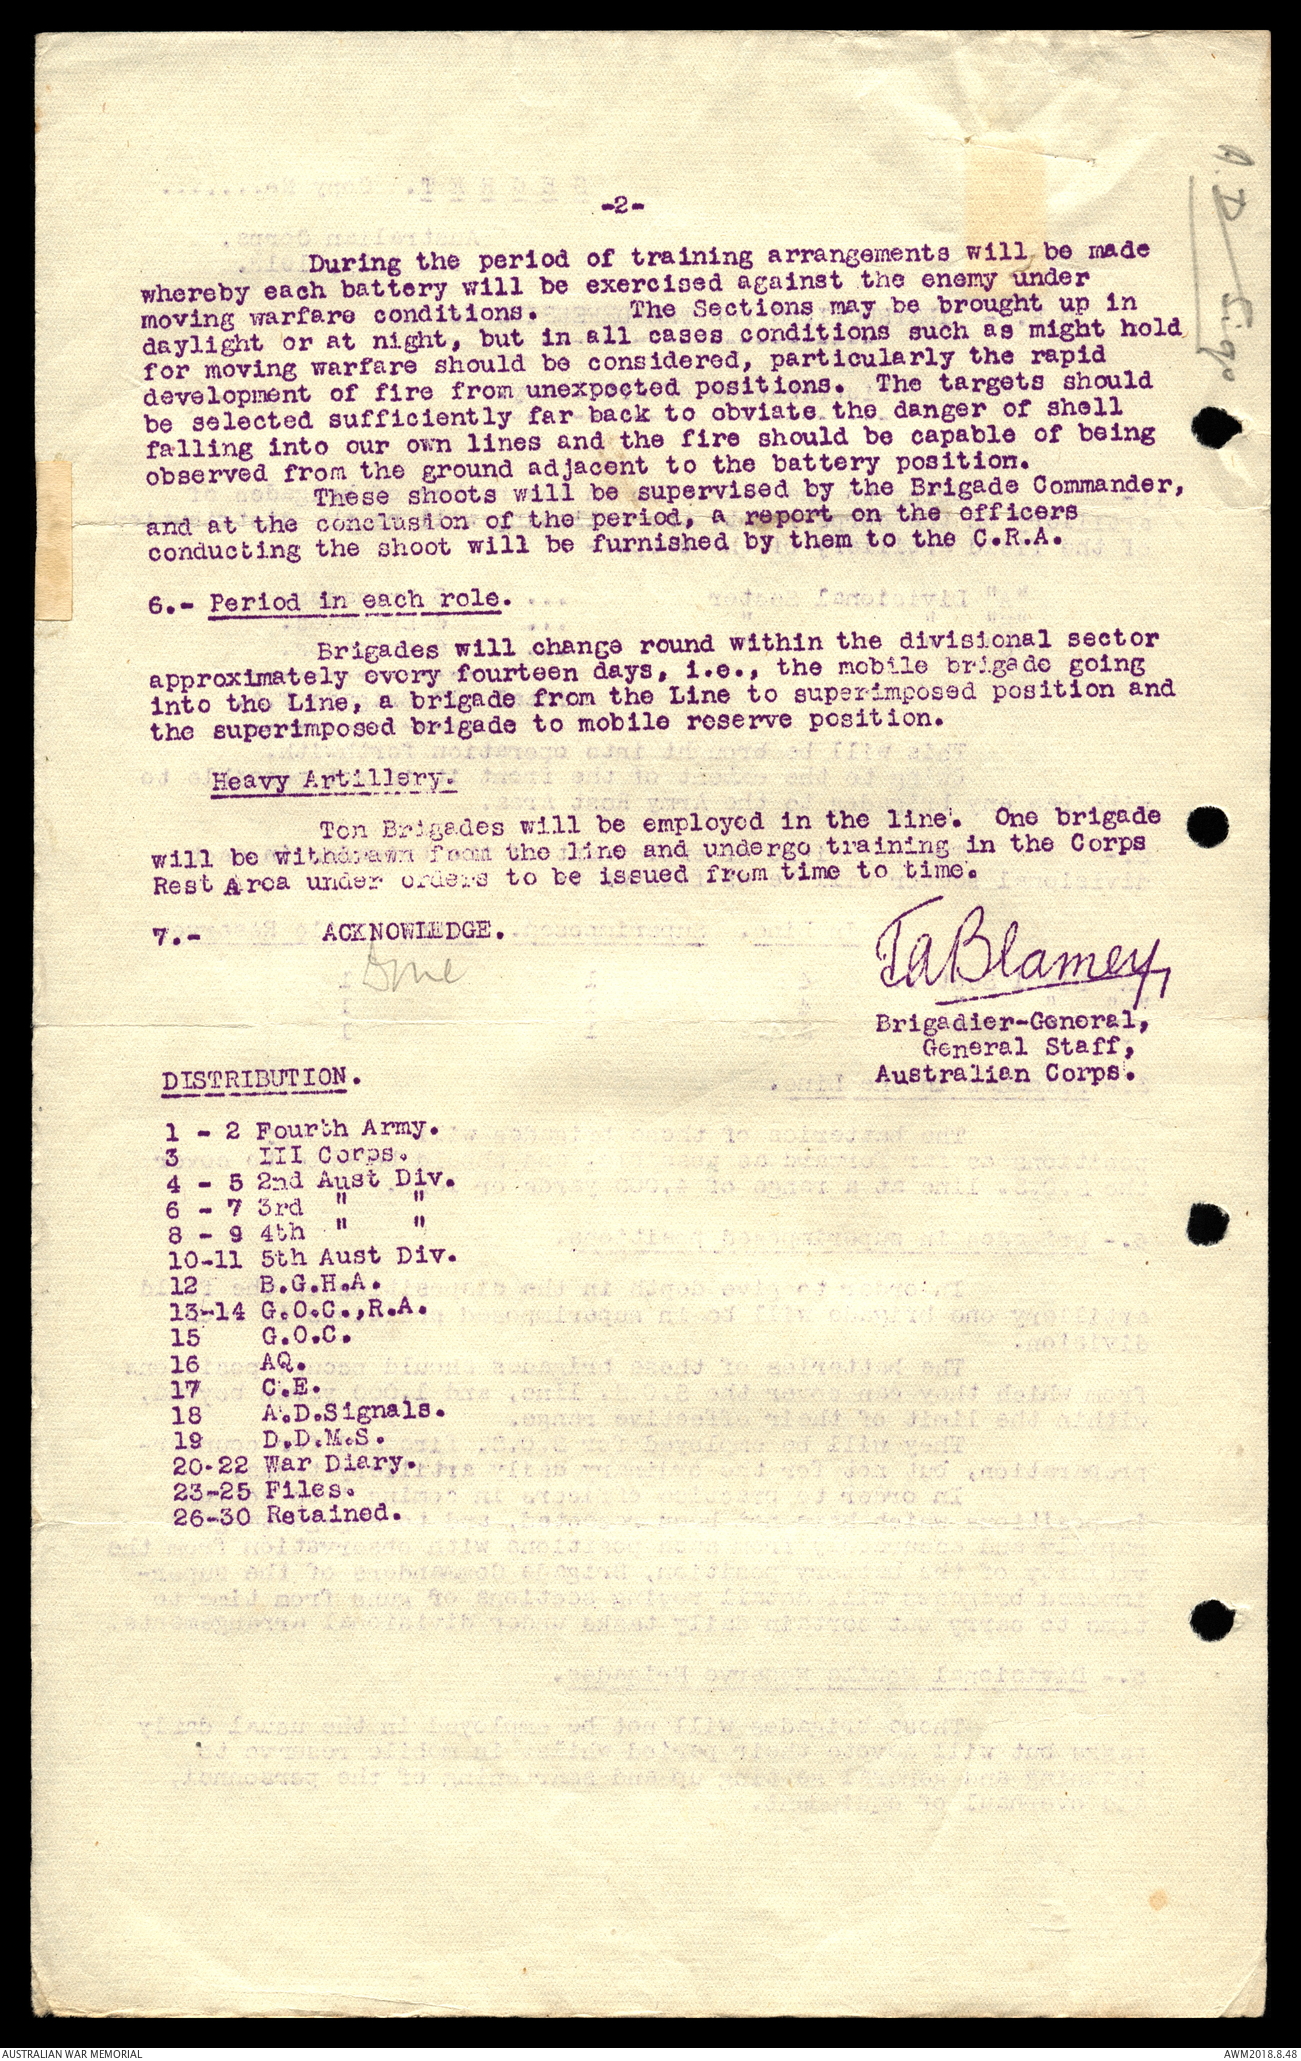 A.D. Sigs
-2-
During the period of training arrangements will be made
whereby each battery will be exercised against the enemy under
moving warfare conditions. The Sections may be brought up in
daylight or at night, but in all cases conditions such as might hold
for moving warfare should be considered, particularly the rapid
development of fire from unexpected positions. The targets should
be selected sufficiently far back to obviate the danger of shell
falling into our own lines and the fire should be capable of being
observed from the ground adjacent to the battery position.
These shoots will be supervised by the Brigade Commander,
and at the conclusion of the period, a report on the officers
conducting the shoot will be furnished by them to the C.R.A.
6.- Period in each role.
Brigades will change round within the divisional sector
approximately every fourteen days, i.e., the mobile brigade going
into the Line, a brigade from the Line to superimposed position and
the superimposed brigade to mobile reserve position.
Heavy Artillery.
Ten Brigades will be employed in the line. One brigade
will be withdrawn from the line and undergo training in the Corps
Rest Area under orders to be issued from time to time.
7.- ACKNOWLEDGE.
Done
TaBlamey
Brigadier-General,
General Staff,
Australian Corps.
DISTRIBUTION.
1 - 2 Fourth Army.
3 III Corps.
4 - 5 2nd Aust Div.
6 - 7 3rd " "
8 - 9 4th " "
10-11 5th Aust Div.
12 B.G.H.A.
13-14 G.O.C.,R.A.
15 G.O.C.
16 AQ.
17 C.E.
18 A.D.Signals.
19 D.D.M.S.
20-22 War Diary.
23-25 Files.
26-30 Retained.
AUSTRALIAN WAR MEMORIAL
AWM2018.8.48